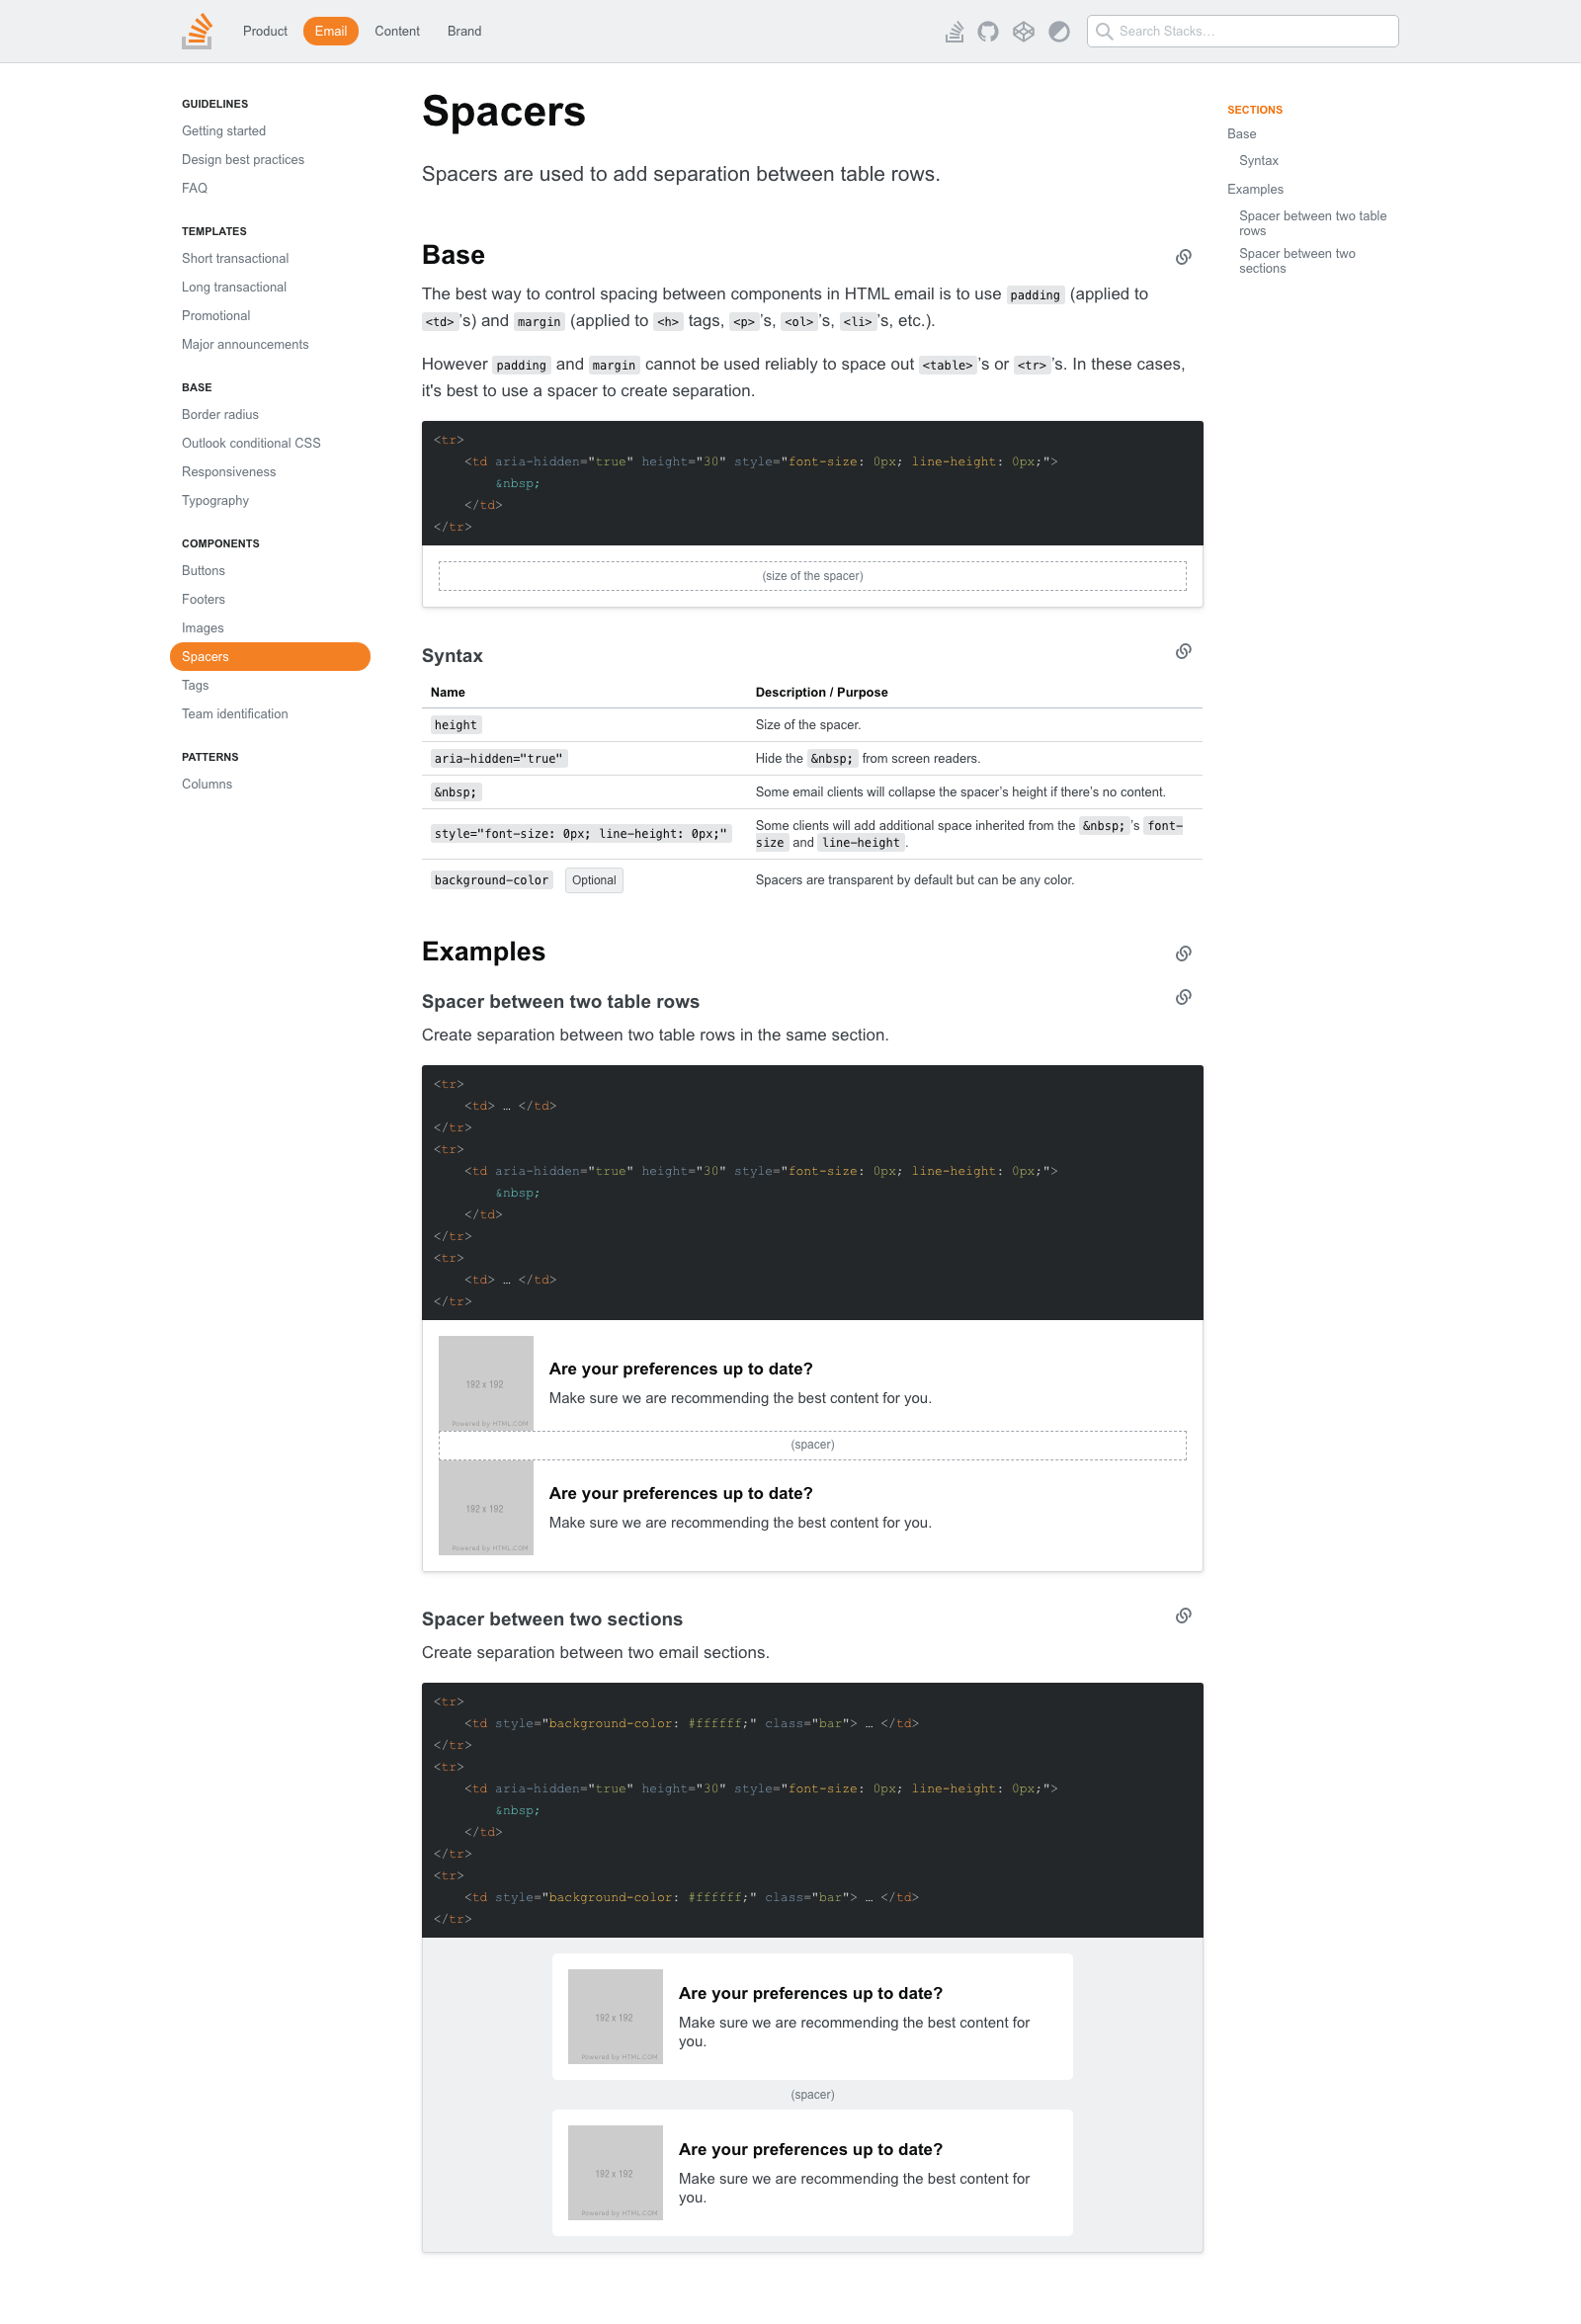 Product Email Content Brand
Search Stacks…
GUIDELINES
Getting started
Design best practices
FAQ
TEMPLATES
Short transactional
Long transactional
Promotional
Major announcements
BASE
Border radius
Outlook conditional CSS
Responsiveness
Typography
COMPONENTS
Buttons
Footers
Images
Spacers
Tags
Team identification
PATTERNS
Columns
Spacers
Spacers are used to add separation between table rows.
Base
The best way to control spacing between components in HTML email is to use padding (applied to
<td>’s) and margin (applied to <h> tags, <p>’s, <ol>’s, <li>’s, etc.).
However padding and margin cannot be used reliably to space out <table>’s or <tr>’s. In these cases,
it's best to use a spacer to create separation.
<tr>
<td aria-hidden="true" height="30" style="font-size: 0px; line-height: 0px;">
&nbsp;
</td>
</tr>
(size of the spacer)
Syntax
Name Description / Purpose
height Size of the spacer.
aria-hidden="true" Hide the &nbsp; from screen readers.
&nbsp; Some email clients will collapse the spacer’s height if there’s no content.
style="font-size: 0px; line-height: 0px;" Some clients will add additional space inherited from the &nbsp;’s font-
size and line-height.
background-color Optional Spacers are transparent by default but can be any color.
Examples
Spacer between two table rows
Create separation between two table rows in the same section.
<tr>
<td> … </td>
</tr>
<tr>
<td aria-hidden="true" height="30" style="font-size: 0px; line-height: 0px;">
&nbsp;
</td>
</tr>
<tr>
<td> … </td>
</tr>
192 x 192
Powered by HTML.COM
Are your preferences up to date?
Make sure we are recommending the best content for you.
(spacer)
192 x 192
Powered by HTML.COM
Are your preferences up to date?
Make sure we are recommending the best content for you.
Spacer between two sections
Create separation between two email sections.
<tr>
<td style="background-color: #ffffff;" class="bar"> … </td>
</tr>
<tr>
<td aria-hidden="true" height="30" style="font-size: 0px; line-height: 0px;">
&nbsp;
</td>
</tr>
<tr>
<td style="background-color: #ffffff;" class="bar"> … </td>
</tr>
192 x 192
Powered by HTML.COM
Are your preferences up to date?
Make sure we are recommending the best content for
you.
(spacer)
192 x 192
Powered by HTML.COM
Are your preferences up to date?
Make sure we are recommending the best content for
you.
SECTIONS
Base
Syntax
Examples
Spacer between two table
rows
Spacer between two
sections